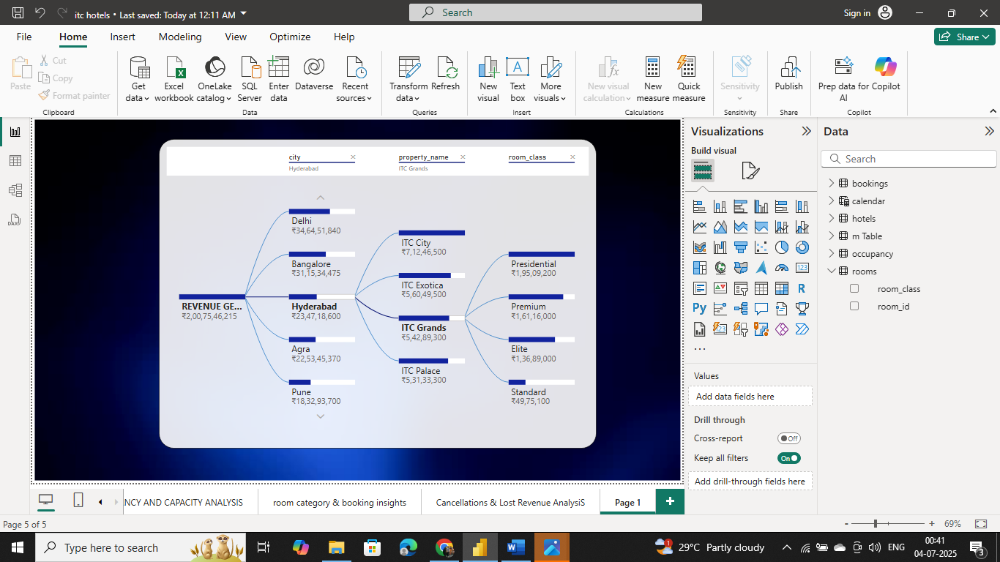 itc hotels • Last saved: Today at 12:11 AM
Search
Sign in
File
Home
Insert
Modeling
View
Optimize
Help
Share
Paste
Cut
Copy
Format painter
Clipboard
Get data
Excel workbook
OneLake catalog
SQL Server
Enter data
Dataverse
Recent sources
Data
Transform data
Refresh
Queries
New visual
Text box
More visuals
Insert
New visual calculation
New measure
Quick measure
Calculations
Sensitivity
Sensitivity
Publish
Share
Prep data for AI
Copilot
Copilot
city
Hyderabad
property_name
ITC Grands
room_class
REVENUE GE...
₹2,00,75,46,215
Delhi
₹34,64,51,840
Bangalore
₹31,15,34,475
Hyderabad
₹23,47,18,600
Agra
₹22,53,45,370
Pune
₹18,32,93,700
ITC City
₹7,12,46,500
ITC Exotica
₹5,60,49,500
ITC Grands
₹5,42,89,300
ITC Palace
₹5,31,33,300
Presidential
₹1,95,09,200
Premium
₹1,61,16,000
Elite
₹1,36,89,000
Standard
₹49,75,100
Visualizations
Build visual
Values
Add data fields here
Drill through
Cross-report
Off
Keep all filters
On
Add drill-through fields here
Data
Search
bookings
calendar
hotels
m Table
occupancy
rooms
room_class
room_id
NCY AND CAPACITY ANALYSIS
room category & booking insights
Cancellations & Lost Revenue AnalysiS
Page 1
Page 5 of 5
69%
Type here to search
29°C Partly cloudy
ENG
00:41
04-07-2025
3